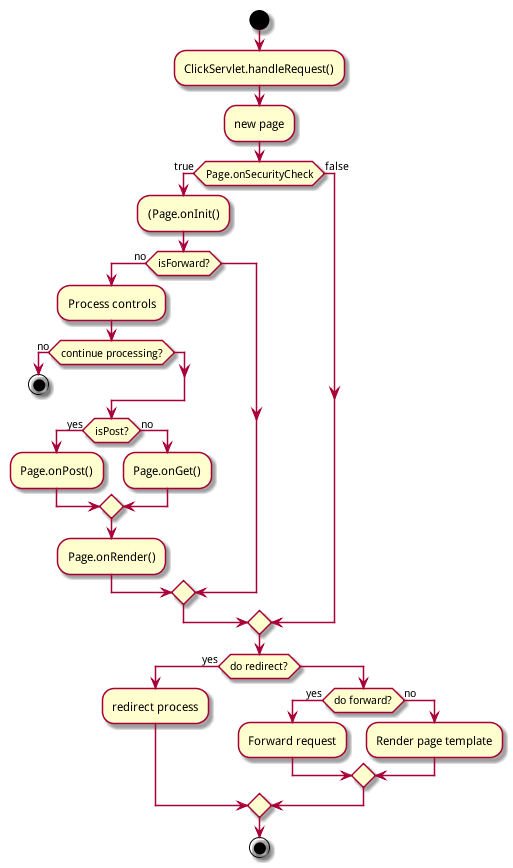 ClickServlet.handleRequest()
new page
true
Page.onSecurityCheck
false
(Page.onInit()
no
isForward?
Process controls
no
continue processing?
yes
isPost?
no
Page.onPost()
Page.onGet()
Page.onRender()
yes
do redirect?
redirect process
yes
do forward?
no
Forward request
Render page template